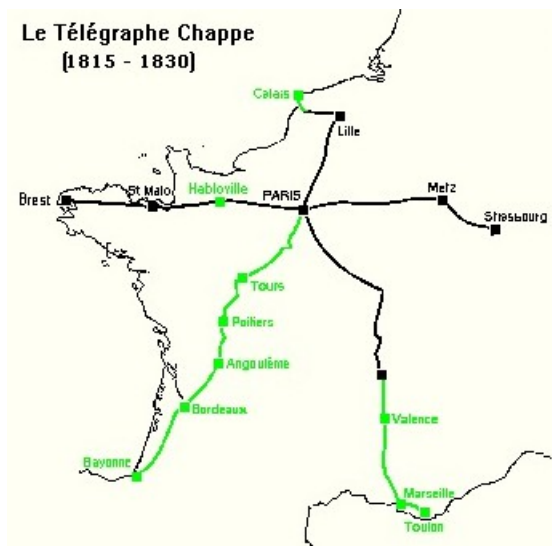 Le Télégraphe Chappe
(1815 - 1830)
Calais
Lille
Brest
St Malo
Habloville
PARIS
Metz
Strasbourg
Tours
Poitiers
Angoulême
Bordeaux
Valence
Bayonne
Marseille
Toulon